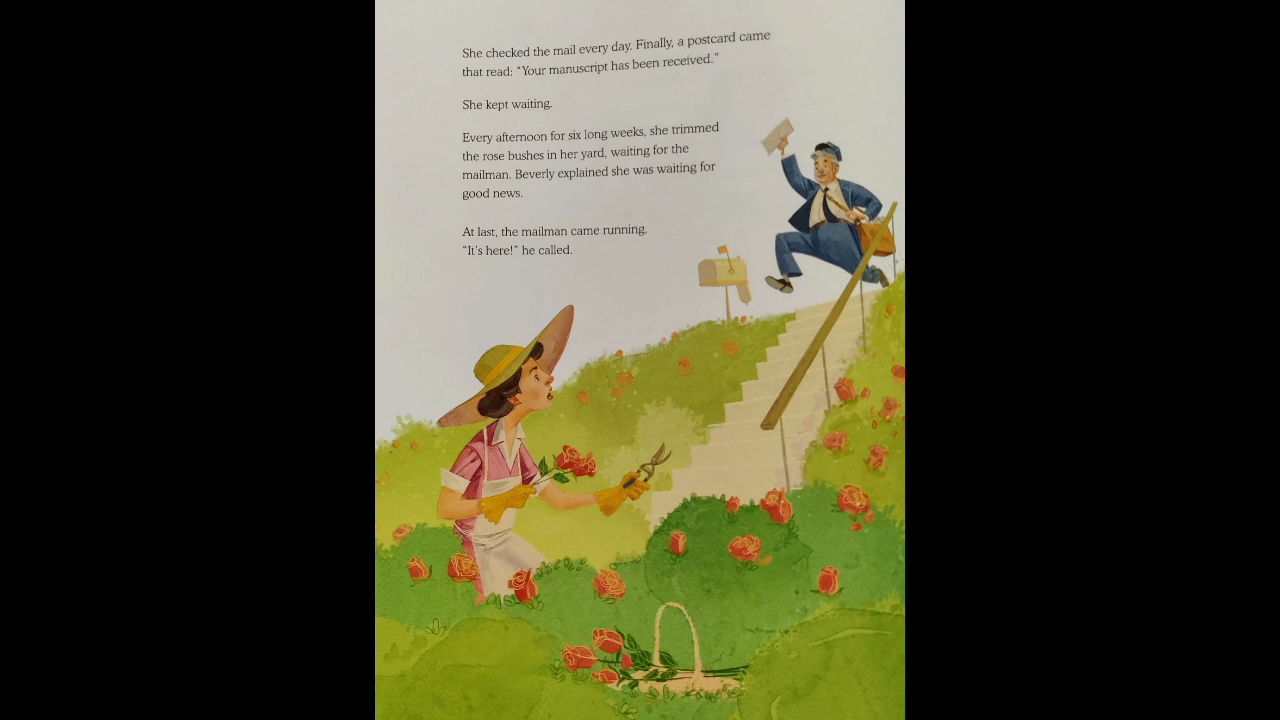 She checked the mail every day. Finally, a postcard came
that read: “Your manuscript has been received.”
She kept waiting.
Every afternoon for six long weeks, she trimmed
the rose bushes in her yard, waiting for the
mailman. Beverly explained she was waiting for
good news.
At last, the mailman came running.
“It’s here!” he called.